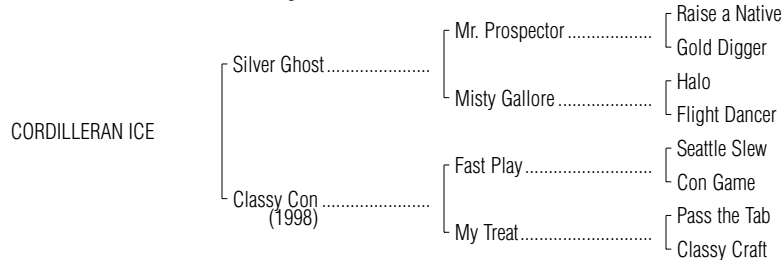 Raise a Native
Mr. Prospector
Gold Digger
Silver Ghost
Halo
Misty Gallore
Flight Dancer
CORDILLERAN ICE
Seattle Slew
Fast Play
Con Game
Classy Con
(1998)
Pass the Tab
My Treat
Classy Craft